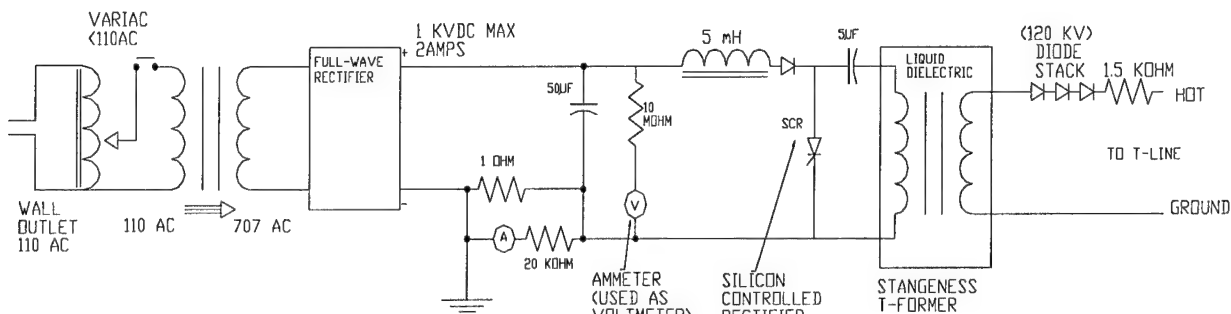 VARIAC
<110AC
1 KVDC MAX
2AMPS
FULL-WAVE
RECTIFIER
+
-
50μF
10
MOHM
1 OHM
A
20 KOHM
V
5 mH
SCR
5μF
LIQUID
DIELECTRIC
(120 KV)
DIODE
STACK
1.5 KOHM
HOT
TO T-LINE
GROUND
WALL
OUTLET
110 AC
110 AC
707 AC
AMMETER
(USED AS
VOLTMETER)
SILICON
CONTROLLED
RECTIFIER
STANGENESS
T-FORMER